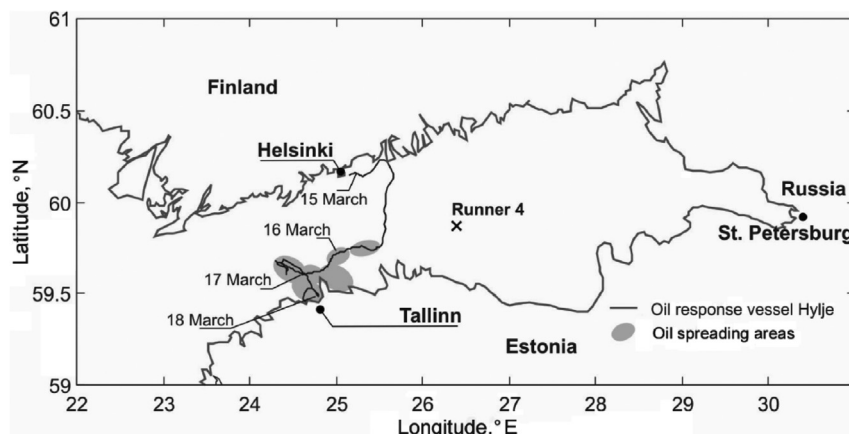 61
60.5
60
59.5
59
Latitude, °N
Finland
Helsinki
15 March
16 March
Runner 4
Russia
St. Petersburg
17 March
18 March
Tallinn
Estonia
Oil response vessel Hylje
Oil spreading areas
22 23 24 25 26 27 28 29 30
Longitude, °E